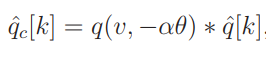 q̂_c[k] = q(v, −αθ) ∗ q̂[k].